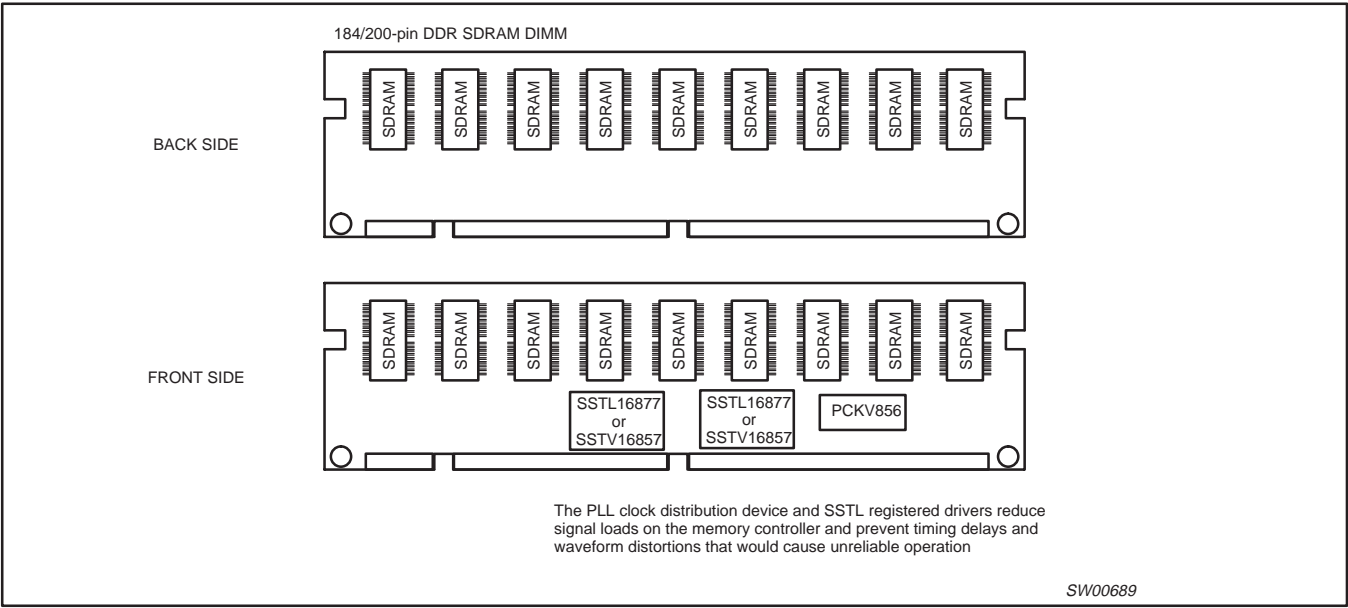 184/200-pin DDR SDRAM DIMM
SDRAM
SDRAM
SDRAM
SDRAM
SDRAM
SDRAM
SDRAM
SDRAM
SDRAM
BACK SIDE
SDRAM
SDRAM
SDRAM
SDRAM
SDRAM
SDRAM
SDRAM
SDRAM
SDRAM
FRONT SIDE
SSTL16877
or
SSTV16857
SSTL16877
or
SSTV16857
PCKV856
The PLL clock distribution device and SSTL registered drivers reduce
signal loads on the memory controller and prevent timing delays and
waveform distortions that would cause unreliable operation
SW00689